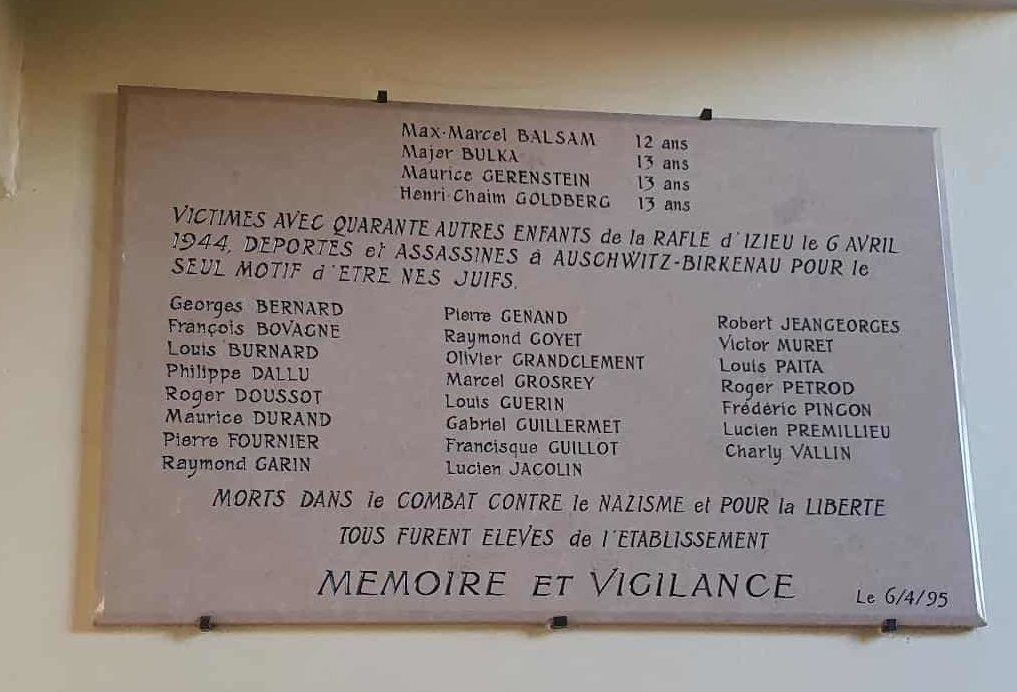 Max-Marcel BALSAM 12 ans
Majer BULKA 13 ans
Maurice GERENSTEIN 13 ans
Henri-Chaim GOLDBERG 13 ans
VICTIMES AVEC QUARANTE AUTRES ENFANTS de la RAFLE d'IZIEU le 6 AVRIL
1944, DEPORTES et ASSASSINES à AUSCHWITZ-BIRKENAU POUR le
SEUL MOTIF d'ETRE NES JUIFS.
Georges BERNARD
François BOVAGNE
Louis BURNARD
Philippe DALLU
Roger DOUSSOT
Maurice DURAND
Pierre FOURNIER
Raymond GARIN
Pierre GENAND
Raymond GOYET
Olivier GRANDCLEMENT
Marcel GROSREY
Louis GUERIN
Gabriel GUILLERMET
Francisque GUILLOT
Lucien JACOLIN
Robert JEANGEORGES
Victor MURET
Louis PAITA
Roger PETROD
Frédéric PINGON
Lucien PREMILLIEU
Charly VALLIN
MORTS DANS le COMBAT CONTRE le NAZISME et POUR la LIBERTE
TOUS FURENT ELEVES de l'ETABLISSEMENT
MEMOIRE ET VIGILANCE
Le 6/4/95